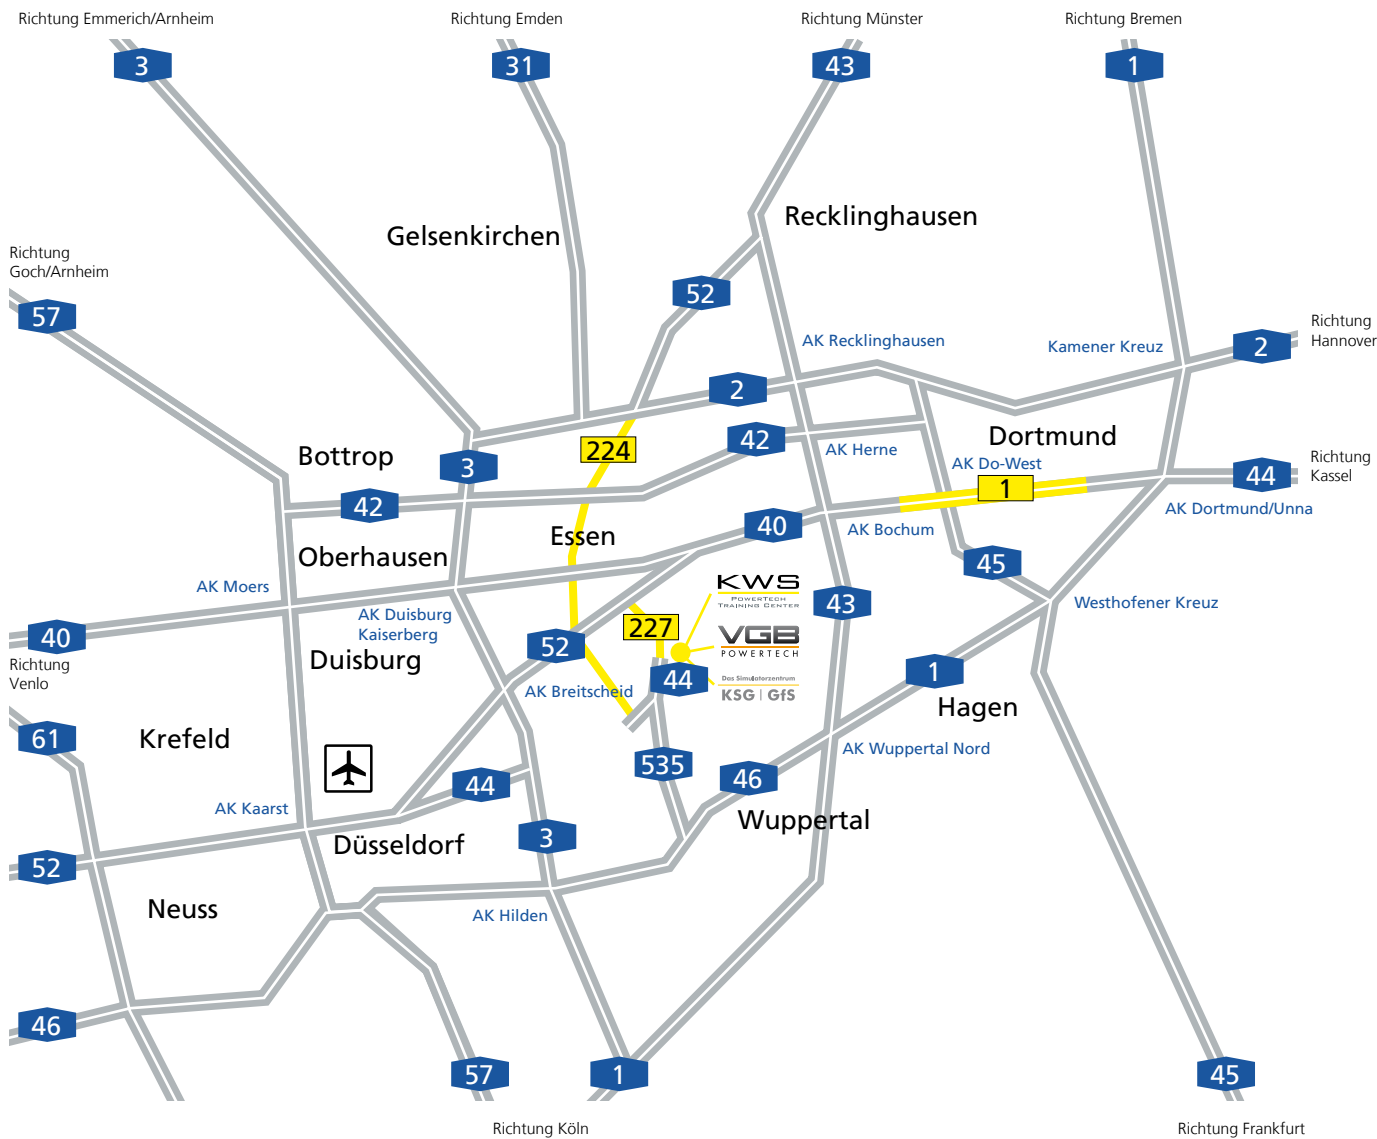 Richtung Emmerich/Arnheim
Richtung Emden
Richtung Münster
Richtung Bremen
3
31
43
1
Recklinghausen
Gelsenkirchen
Richtung
Goch/Arnheim
52
57
Richtung
Hannover
AK Recklinghausen
Kamener Kreuz
2
2
42
224
Dortmund
AK Herne
Bottrop
3
AK Do-West
Richtung
Kassel
44
1
42
AK Dortmund/Unna
40
AK Bochum
Essen
Oberhausen
45
AK Moers
KWS
PowerTech
Training Center
43
Westhofener Kreuz
AK Duisburg
Kaiserberg
227
40
VGB
POWERTECH
52
Richtung
Venlo
Duisburg
1
44
Das Simulatorzentrum
KSG | GfS
AK Breitscheid
Hagen
61
Krefeld
AK Wuppertal Nord
535
46
44
AK Kaarst
Wuppertal
3
Düsseldorf
52
Neuss
AK Hilden
46
57
1
45
Richtung Köln
Richtung Frankfurt